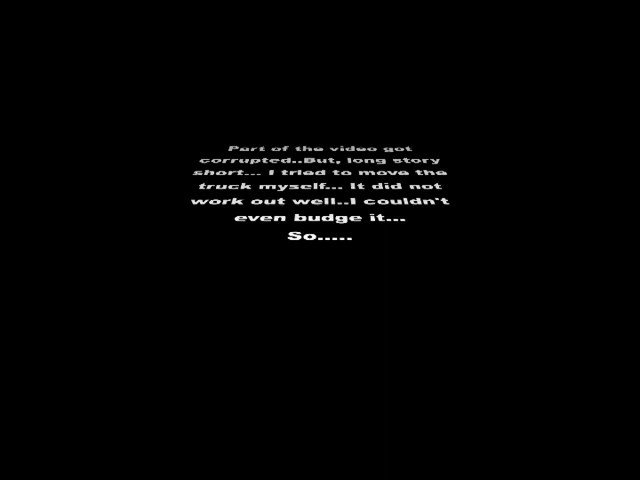 Part of the video got
corrupted..But, long story
short... I tried to move the
truck myself... It did not
work out well..I couldn't
even budge it...
So.....